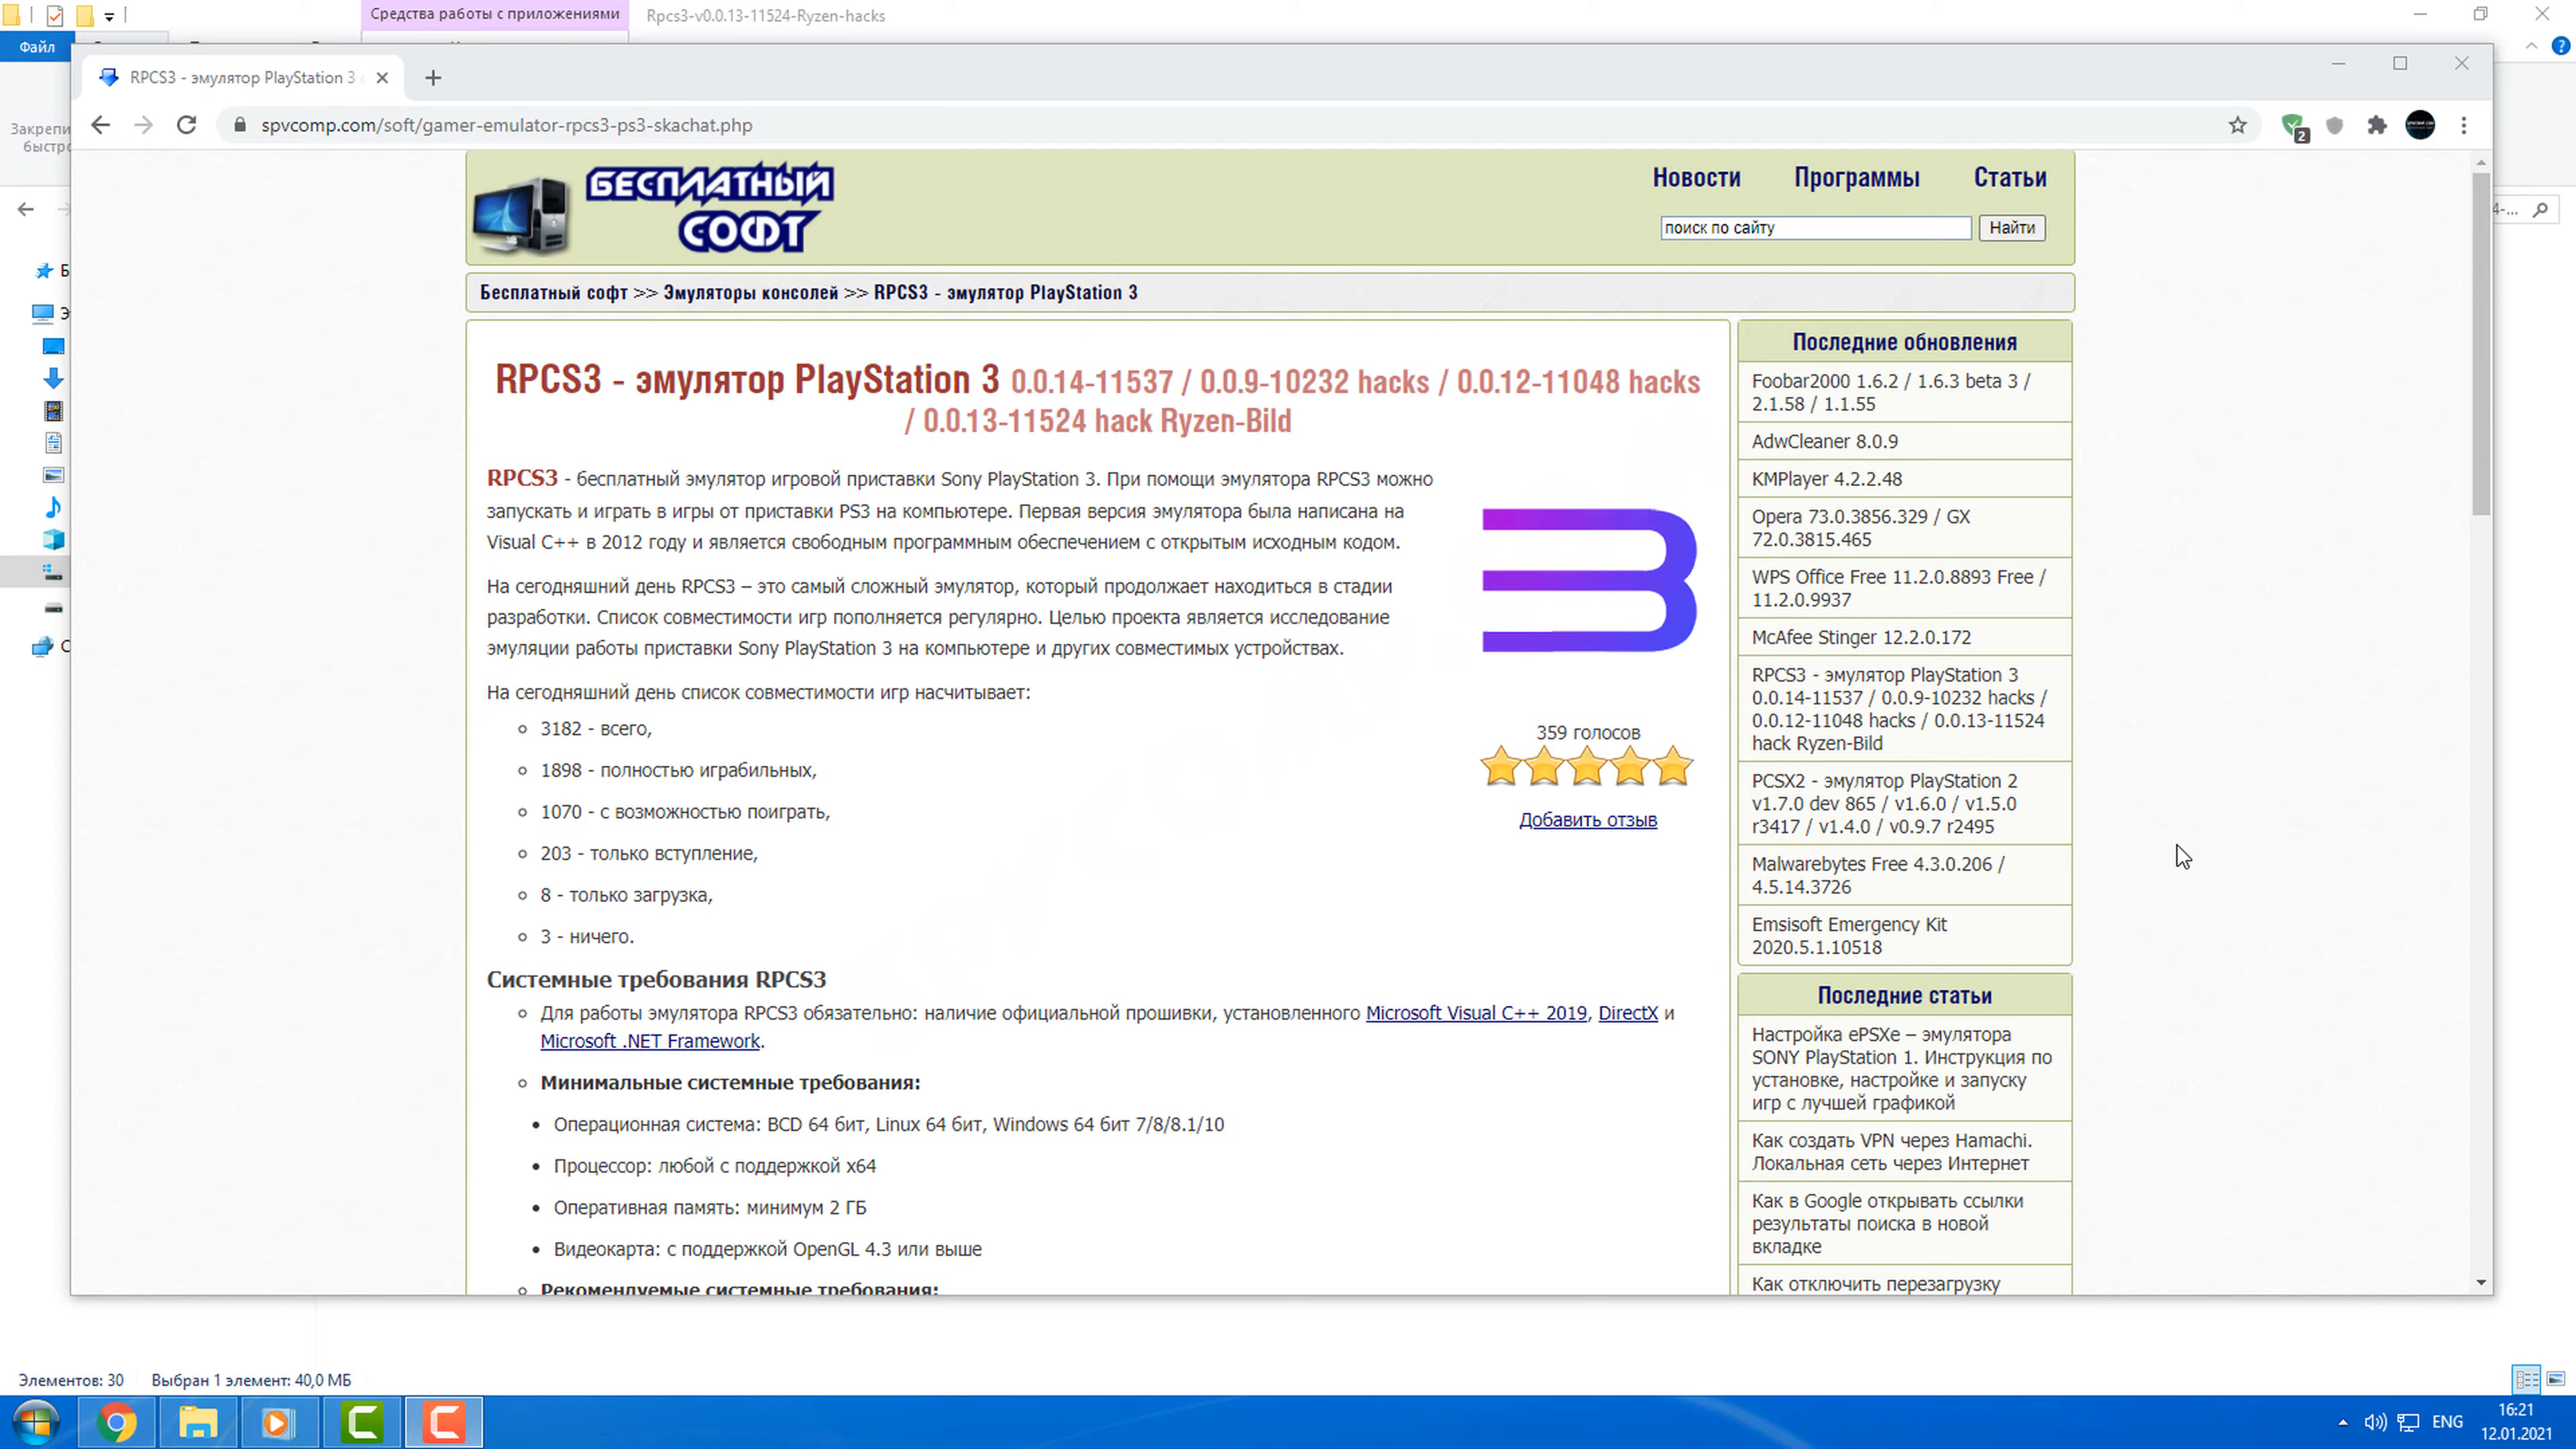 Средства работы с приложениями
Rpcs3-v0.0.13-11524-Ryzen-hacks
Файл
RPCS3 - эмулятор PlayStation 3
spvcomp.com/soft/gamer-emulator-rpcs3-ps3-skachat.php
2
БЕСПЛАТНЫЙ
СОФТ
Новости
Программы
Статьи
поиск по сайту
Найти
Бесплатный софт >> Эмуляторы консолей >> RPCS3 - эмулятор PlayStation 3
RPCS3 - эмулятор PlayStation 3 0.0.14-11537 / 0.0.9-10232 hacks / 0.0.12-11048 hacks
/ 0.0.13-11524 hack Ryzen-Bild
RPCS3 - бесплатный эмулятор игровой приставки Sony PlayStation 3. При помощи эмулятора RPCS3 можно
запускать и играть в игры от приставки PS3 на компьютере. Первая версия эмулятора была написана на
Visual C++ в 2012 году и является свободным программным обеспечением с открытым исходным кодом.
На сегодняшний день RPCS3 – это самый сложный эмулятор, который продолжает находиться в стадии
разработки. Список совместимости игр пополняется регулярно. Целью проекта является исследование
эмуляции работы приставки Sony PlayStation 3 на компьютере и других совместимых устройствах.
На сегодняшний день список совместимости игр насчитывает:
3182 - всего,
1898 - полностью играбильных,
1070 - с возможностью поиграть,
203 - только вступление,
8 - только загрузка,
3 - ничего.
359 голосов
Добавить отзыв
Системные требования RPCS3
Для работы эмулятора RPCS3 обязательно: наличие официальной прошивки, установленного Microsoft Visual C++ 2019, DirectX и
Microsoft .NET Framework.
Минимальные системные требования:
Операционная система: BCD 64 бит, Linux 64 бит, Windows 64 бит 7/8/8.1/10
Процессор: любой с поддержкой x64
Оперативная память: минимум 2 ГБ
Видеокарта: с поддержкой OpenGL 4.3 или выше
Рекомендуемые системные требования:
Последние обновления
Foobar2000 1.6.2 / 1.6.3 beta 3 /
2.1.58 / 1.1.55
AdwCleaner 8.0.9
KMPlayer 4.2.2.48
Opera 73.0.3856.329 / GX
72.0.3815.465
WPS Office Free 11.2.0.8893 Free /
11.2.0.9937
McAfee Stinger 12.2.0.172
RPCS3 - эмулятор PlayStation 3
0.0.14-11537 / 0.0.9-10232 hacks /
0.0.12-11048 hacks / 0.0.13-11524
hack Ryzen-Bild
PCSX2 - эмулятор PlayStation 2
v1.7.0 dev 865 / v1.6.0 / v1.5.0
r3417 / v1.4.0 / v0.9.7 r2495
Malwarebytes Free 4.3.0.206 /
4.5.14.3726
Emsisoft Emergency Kit
2020.5.1.10518
Последние статьи
Настройка ePSXe – эмулятора
SONY PlayStation 1. Инструкция по
установке, настройке и запуску
игр с лучшей графикой
Как создать VPN через Hamachi.
Локальная сеть через Интернет
Как в Google открывать ссылки
результаты поиска в новой
вкладке
Как отключить перезагрузку
Элементов: 30
Выбран 1 элемент: 40,0 МБ
ENG
16:21
12.01.2021